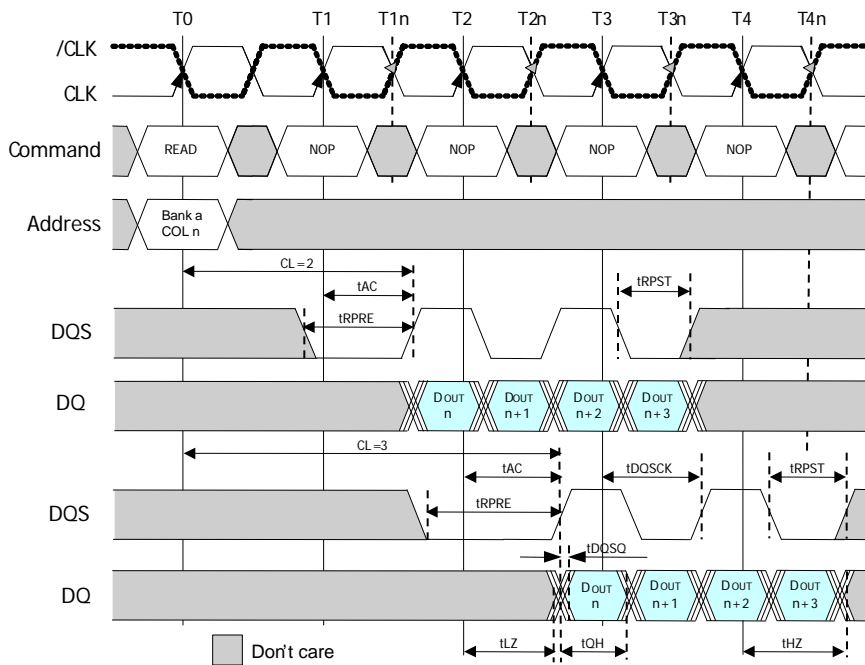 T0 T1 T1n T2 T2n T3 T3n T4 T4n
/CLK
CLK
Command READ NOP NOP NOP NOP
Address Bank a
COL n
CL=2
tAC
tRPRE
tRPST
DQS
DQ DOUT n DOUT n+1 DOUT n+2 DOUT n+3
CL=3
tAC
tDQSCK
tRPST
tRPRE
DQS
tDQSQ
DQ DOUT n DOUT n+1 DOUT n+2 DOUT n+3
tLZ tQH tHZ
Don't care